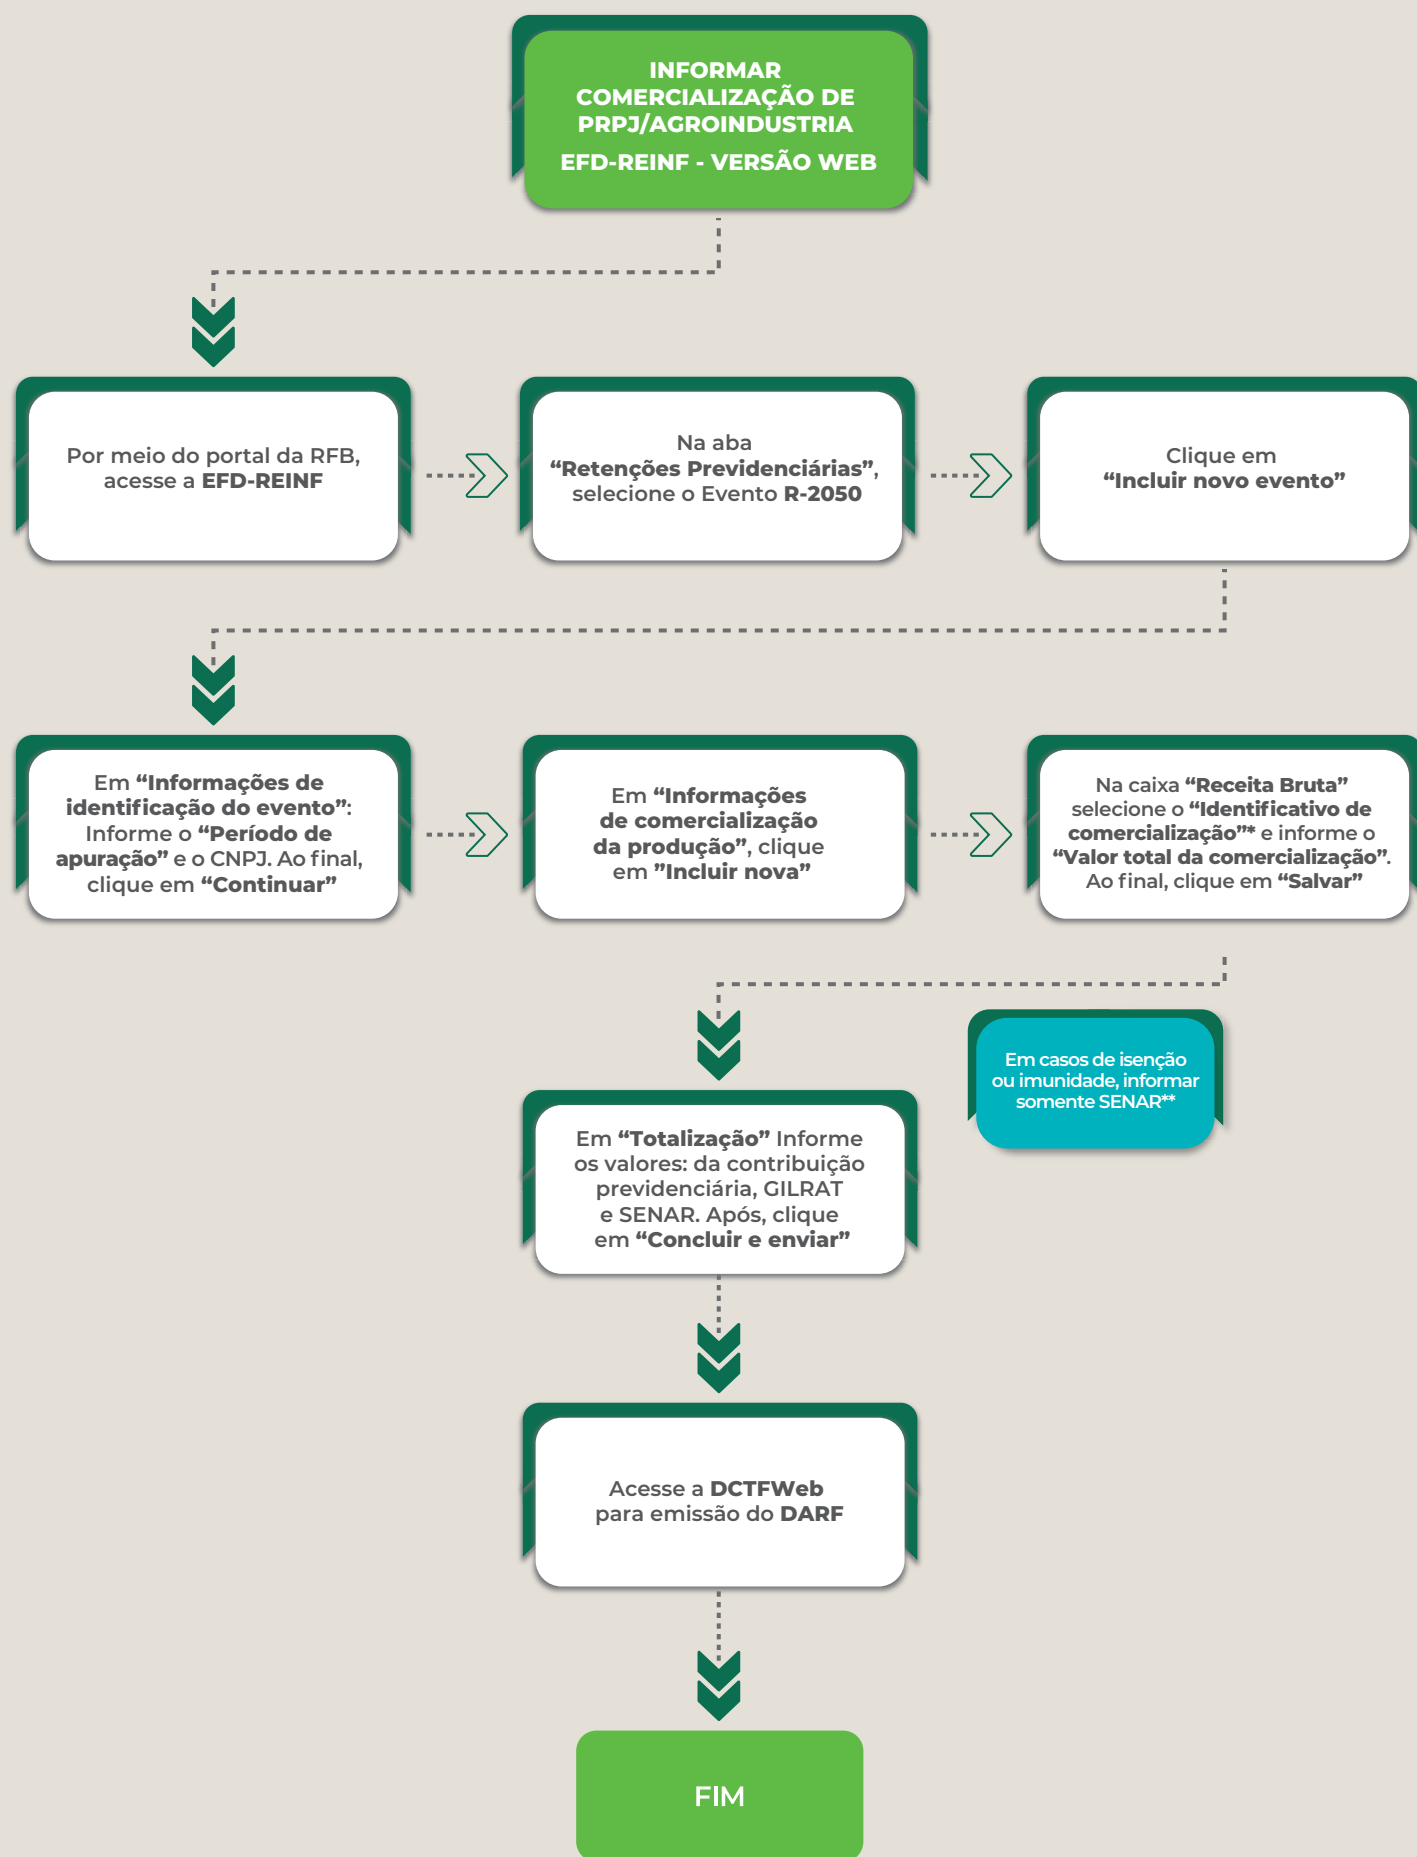 INFORMAR
COMERCIALIZAÇÃO DE
PRPJ/AGROINDUSTRIA
EFD-REINF - VERSÃO WEB
Por meio do portal da RFB,
acesse a EFD-REINF
Na aba
“Retenções Previdenciárias”,
selecione o Evento R-2050
Clique em
“Incluir novo evento”
Em “Informações de
identificação do evento”:
Informe o “Período de
apuração” e o CNPJ. Ao final,
clique em “Continuar”
Em “Informações
de comercialização
da produção”, clique
em ”Incluir nova”
Na caixa “Receita Bruta”
selecione o “Identificativo de
comercialização”* e informe o
“Valor total da comercialização”.
Ao final, clique em “Salvar”
Em casos de isenção
ou imunidade, informar
somente SENAR**
Em “Totalização” Informe
os valores: da contribuição
previdenciária, GILRAT
e SENAR. Após, clique
em “Concluir e enviar”
Acesse a DCTFWeb
para emissão do DARF
FIM